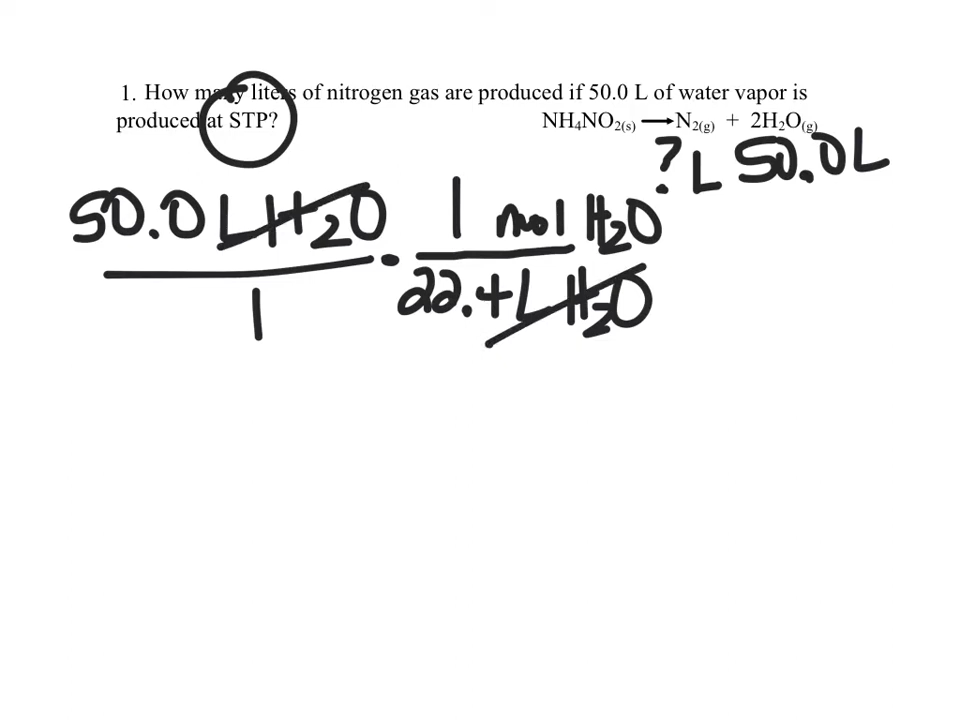 1. How many liters of nitrogen gas are produced if 50.0 L of water vapor is
produced at STP? NH₄NO₂₍ₛ₎ ⟶ N₂₍g₎ + 2H₂O₍g₎
? L 50.0L
50.0 L H₂O · 1 mol H₂O
1 22.4 L H₂O